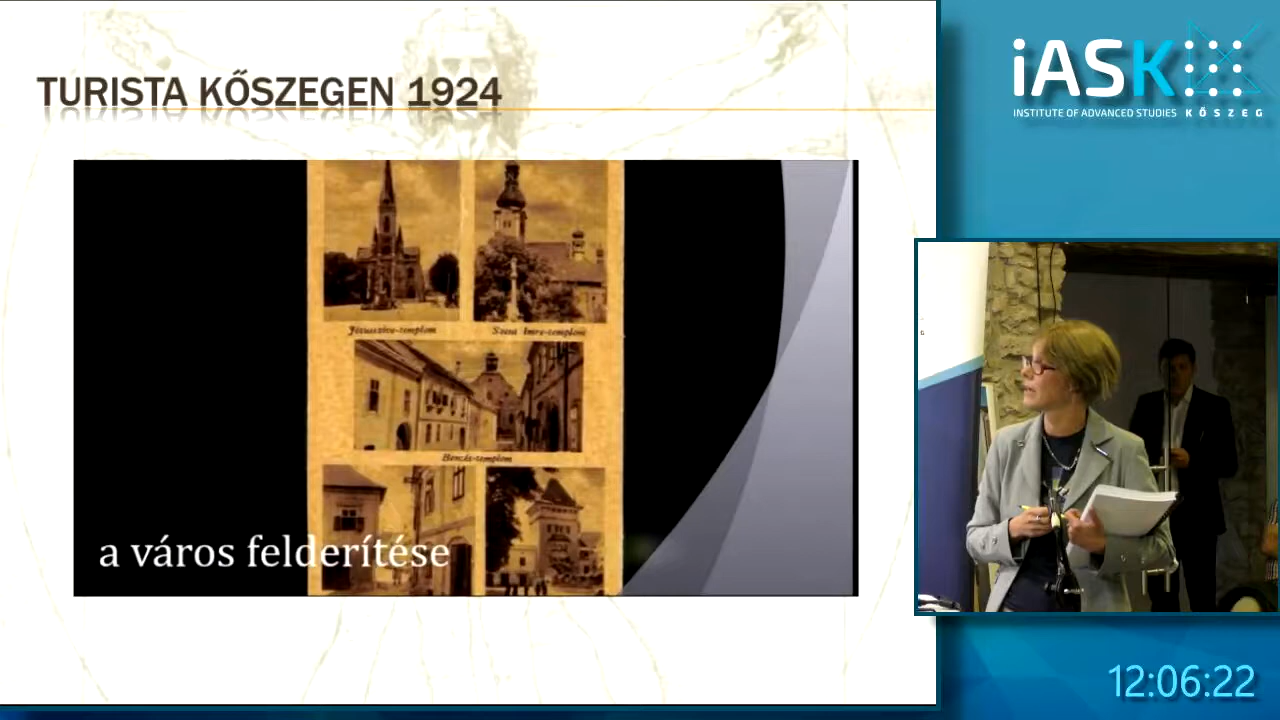 TURISTA KŐSZEGEN 1924
iASK
INSTITUTE OF ADVANCED STUDIES KŐSZEG
Jézusszíve-templom
Szent Imre-templom
Bencés-templom
a város felderítése
12:06:22